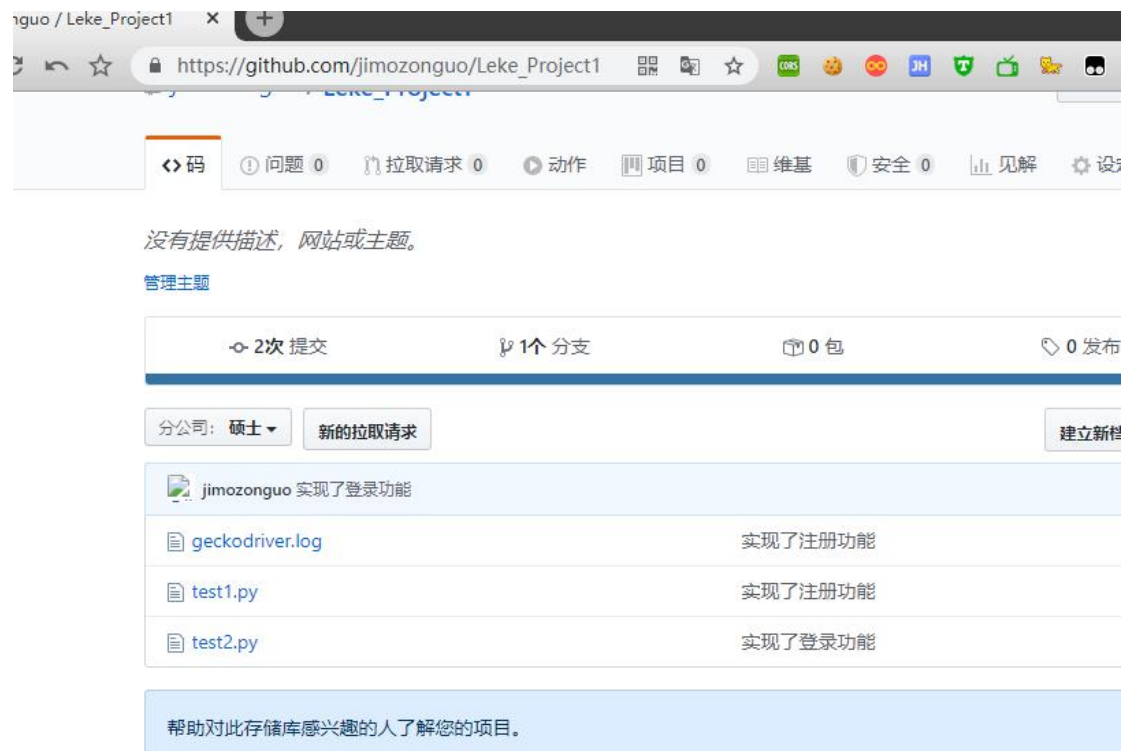 nguo / Leke_Project1 ×
https://github.com/jimozonguo/Leke_Project1 CORS JH
Leke_Project1
码 问题 0 拉取请求 0 动作 项目 0 维基 安全 0 见解 设定
没有提供描述，网站或主题。
管理主题
2次 提交 1个 分支 0 包 0 发布
分公司: 硕士 新的拉取请求 建立新档
jimozonguo 实现了登录功能
geckodriver.log 实现了注册功能
test1.py 实现了注册功能
test2.py 实现了登录功能
帮助对此存储库感兴趣的人了解您的项目。